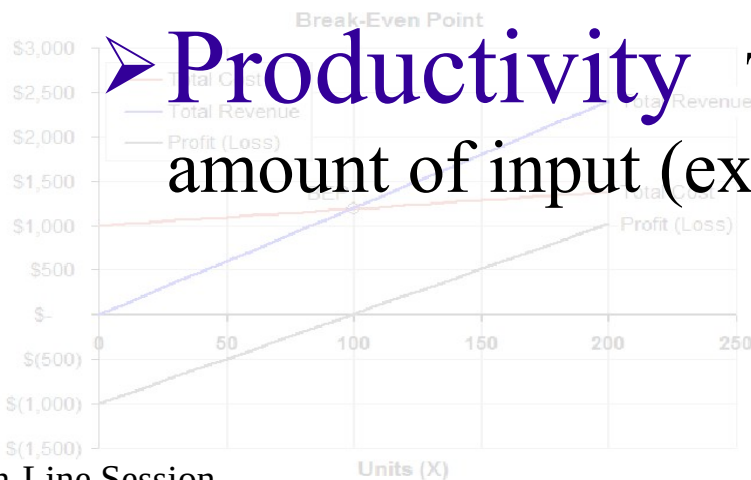 Break-Even Point
$3,000
➢Productivity
Total Cost
$2,500
Total Revenue
Total Revenue
$2,000
Profit (Loss)
$1,500
amount of input (ex
BEP
Total Cost
$1,000
Profit (Loss)
$500
$-
0 50 100 150 200 250
$(500)
$(1,000)
$(1,500)
Line Session
Units (X)